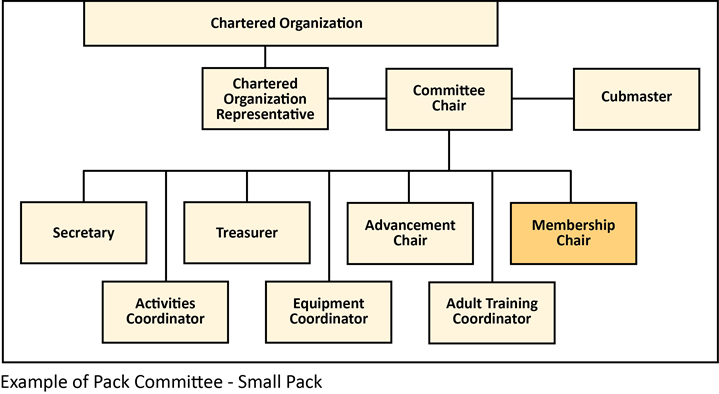 Chartered Organization
Chartered
Organization
Representative
Committee
Chair
Cubmaster
Secretary
Treasurer
Advancement
Chair
Membership
Chair
Activities
Coordinator
Equipment
Coordinator
Adult Training
Coordinator
Example of Pack Committee - Small Pack